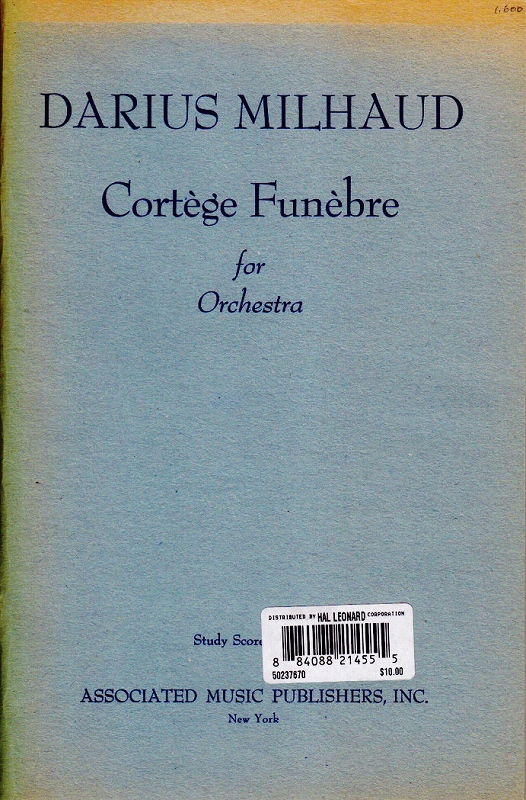 1,600
DARIUS MILHAUD
Cortège Funèbre
for
Orchestra
DISTRIBUTED BY HAL LEONARD CORPORATION
Study Score
8 84088 21455 5
50237670 $10.00
ASSOCIATED MUSIC PUBLISHERS, INC.
New York